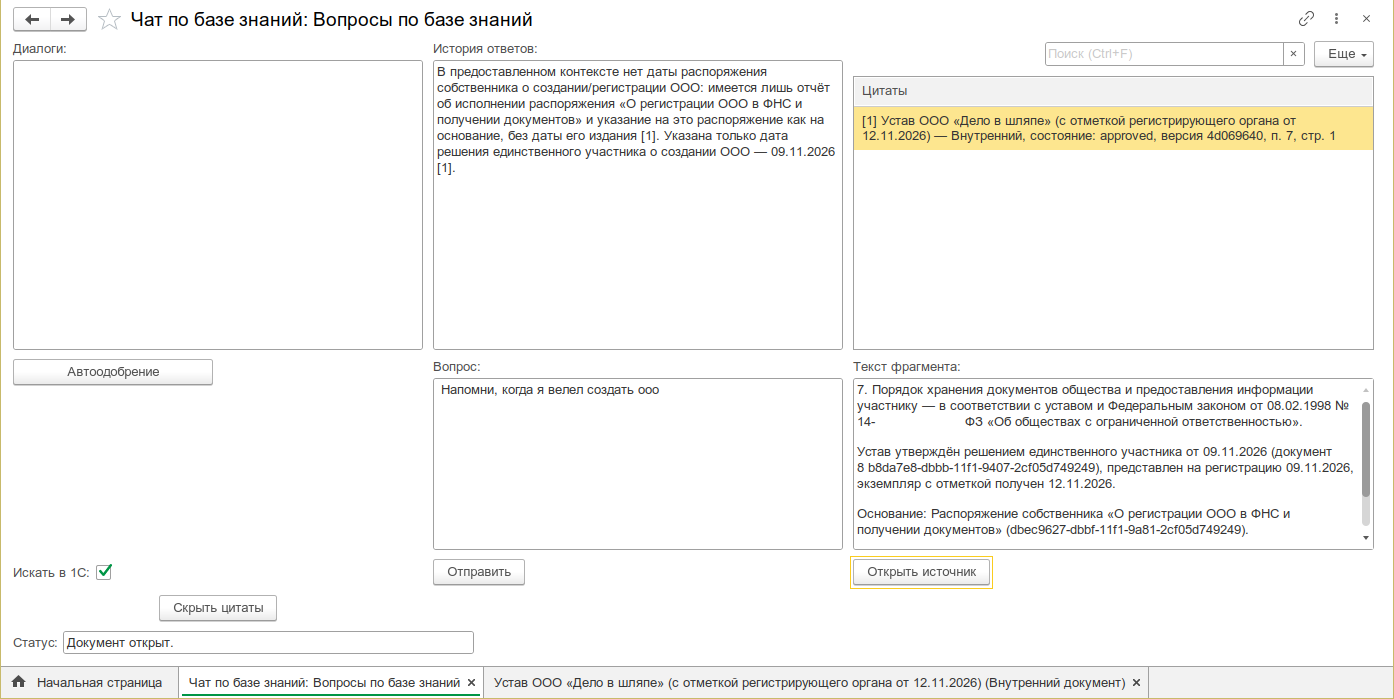 Чат по базе знаний: Вопросы по базе знаний
Диалоги:
История ответов:
Поиск (Ctrl+F)
Еще
В предоставленном контексте нет даты распоряжения
собственника о создании/регистрации ООО: имеется лишь отчёт
об исполнении распоряжения «О регистрации ООО в ФНС и
получении документов» и указание на это распоряжение как на
основание, без даты его издания [1]. Указана только дата
решения единственного участника о создании ООО — 09.11.2026
[1].
Цитаты
[1] Устав ООО «Дело в шляпе» (с отметкой регистрирующего органа от
12.11.2026) — Внутренний, состояние: approved, версия 4d069640, п. 7, стр. 1
Автоодобрение
Вопрос:
Напомни, когда я велел создать ооо
Текст фрагмента:
7. Порядок хранения документов общества и предоставления информации
участнику — в соответствии с уставом и Федеральным законом от 08.02.1998 №
14- ФЗ «Об обществах с ограниченной ответственностью».
Устав утверждён решением единственного участника от 09.11.2026 (документ
8 b8da7e8-dbbb-11f1-9407-2cf05d749249), представлен на регистрацию 09.11.2026,
экземпляр с отметкой получен 12.11.2026.
Основание: Распоряжение собственника «О регистрации ООО в ФНС и
получении документов» (dbec9627-dbbf-11f1-9a81-2cf05d749249).
Искать в 1С:
Отправить
Открыть источник
Скрыть цитаты
Статус:
Документ открыт.
Начальная страница
Чат по базе знаний: Вопросы по базе знаний
Устав ООО «Дело в шляпе» (с отметкой регистрирующего органа от 12.11.2026) (Внутренний документ)